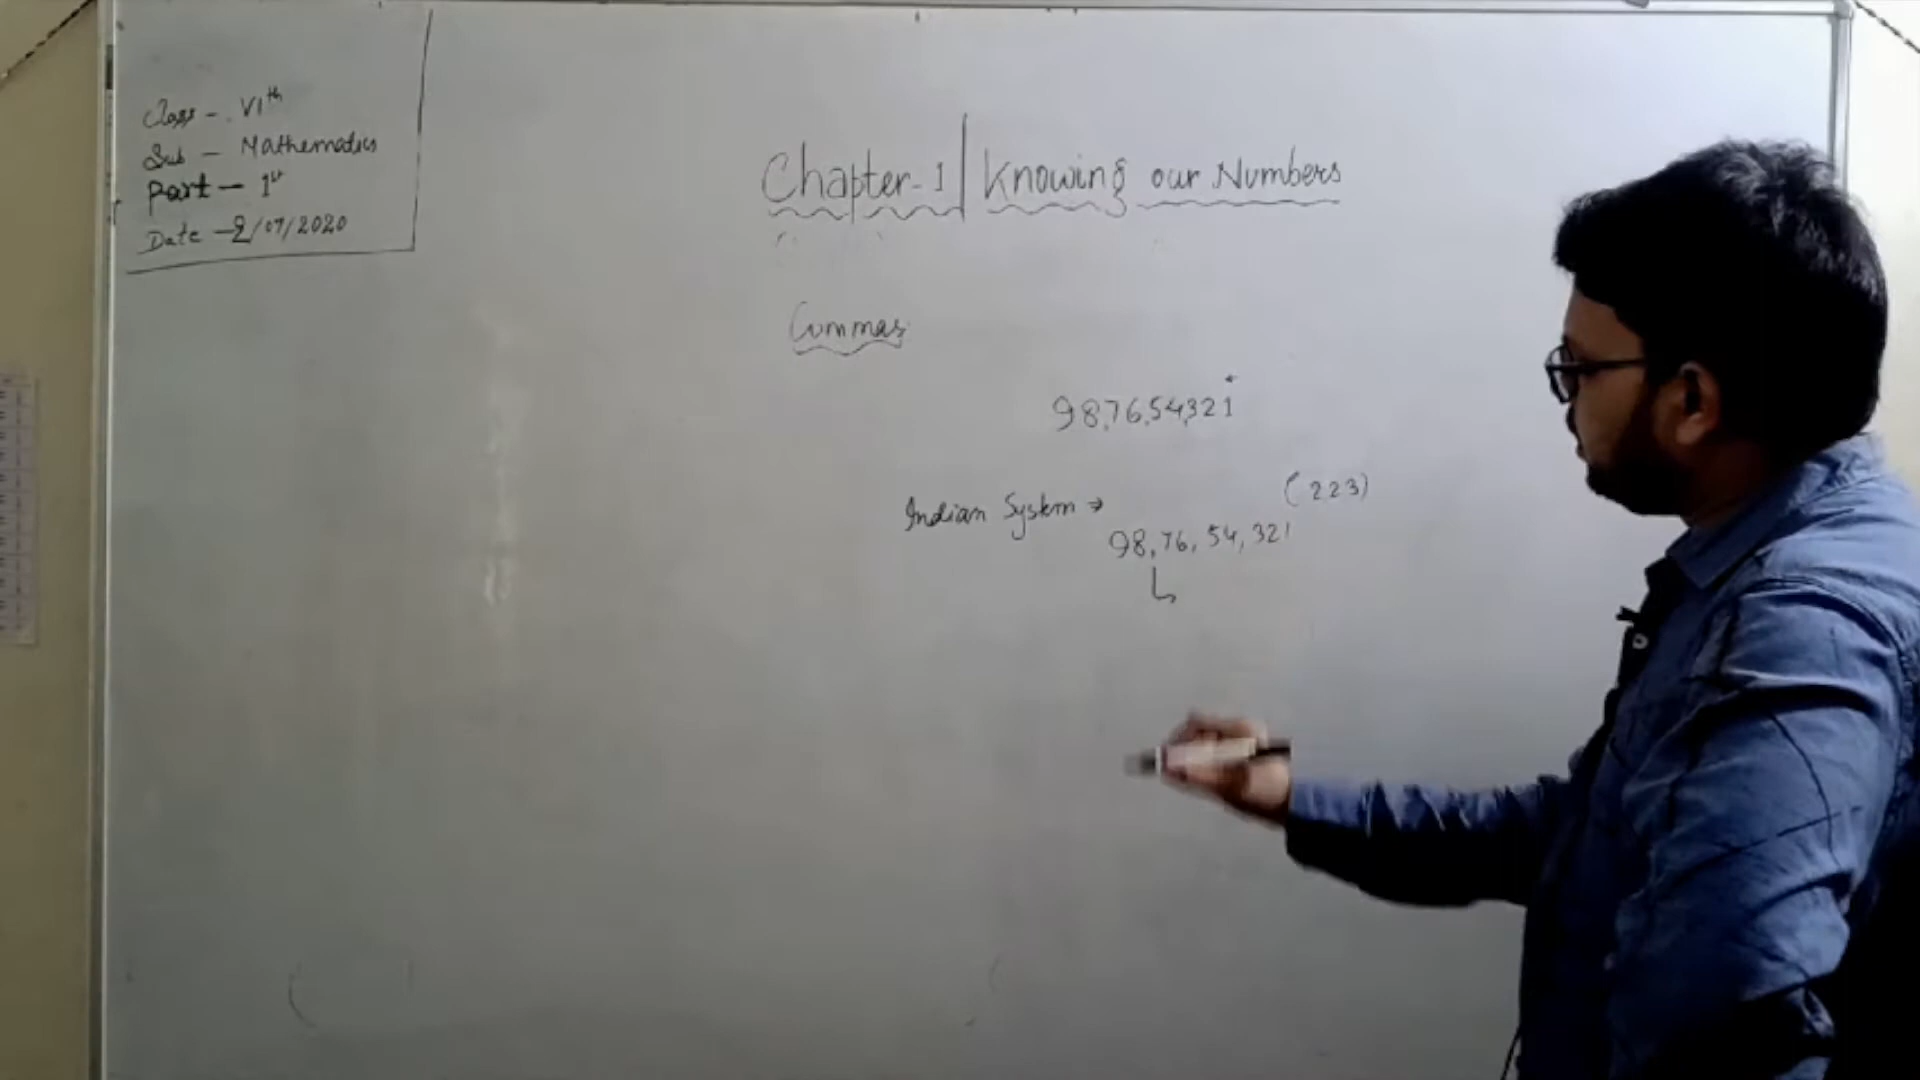 Class - VIth
Sub - Mathematics
Part - 1st
Date - 2/07/2020
Chapter-1 | Knowing our Numbers
Commas
98,76,54,321
Indian System →
(223)
98,76,54,321